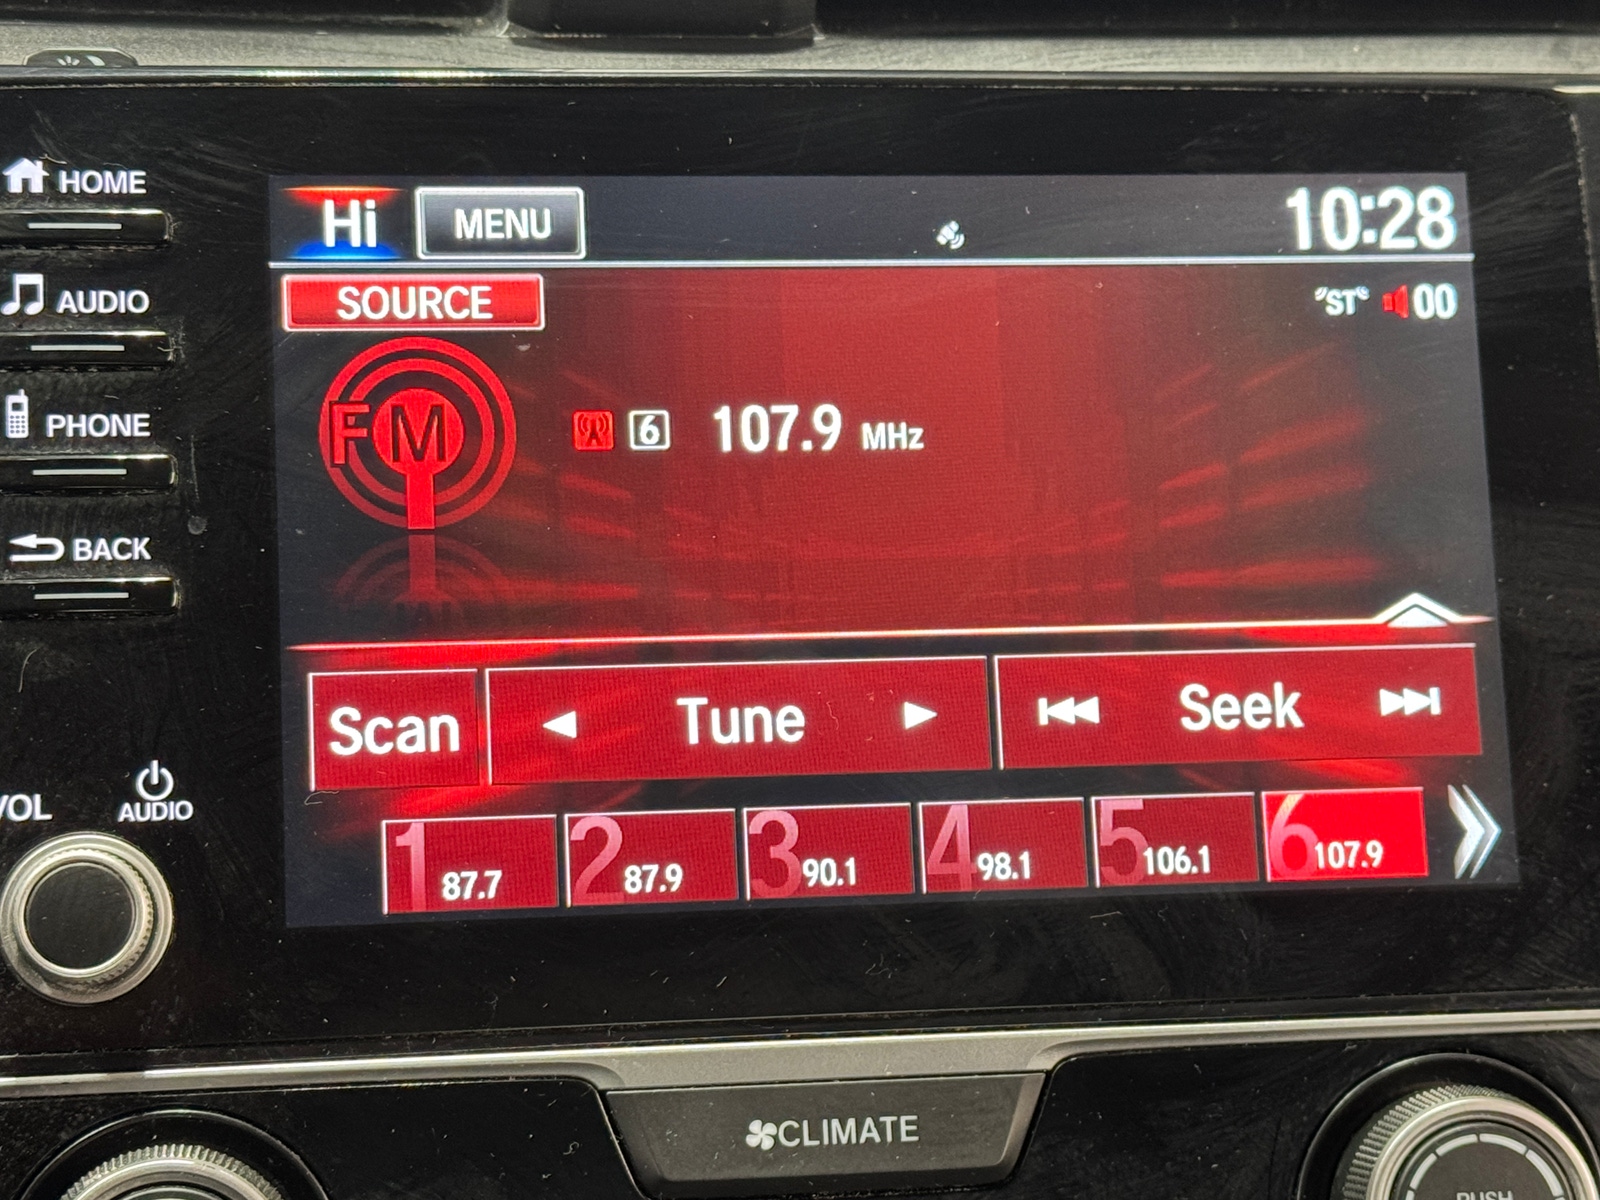 HOME
AUDIO
PHONE
BACK
VOL
AUDIO
Hi MENU 10:28
SOURCE "ST" 00
FM 6 107.9 MHz
Scan Tune Seek
1 87.7 2 87.9 3 90.1 4 98.1 5 106.1 6 107.9
CLIMATE
PUSH